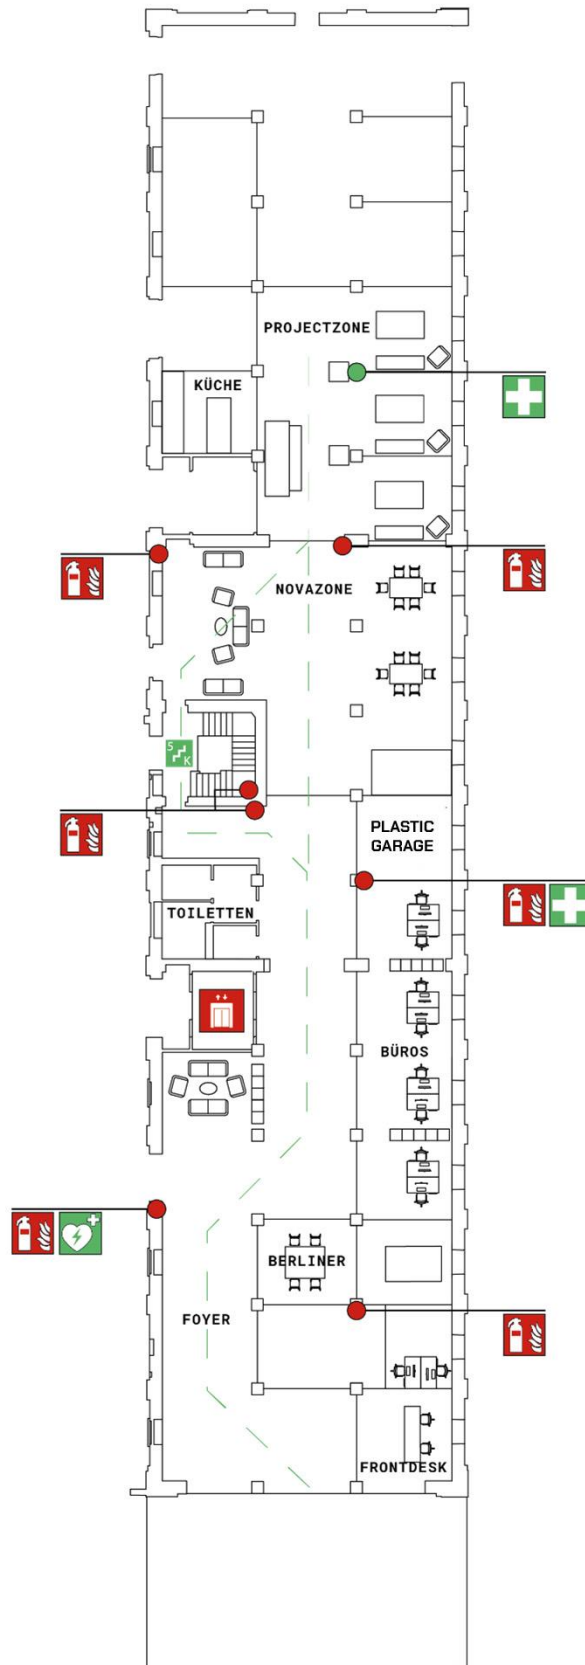 PROJECTZONE
KÜCHE
NOVAZONE
S
K
PLASTIC
GARAGE
TOILETTEN
BÜROS
BERLINER
FOYER
FRONTDESK